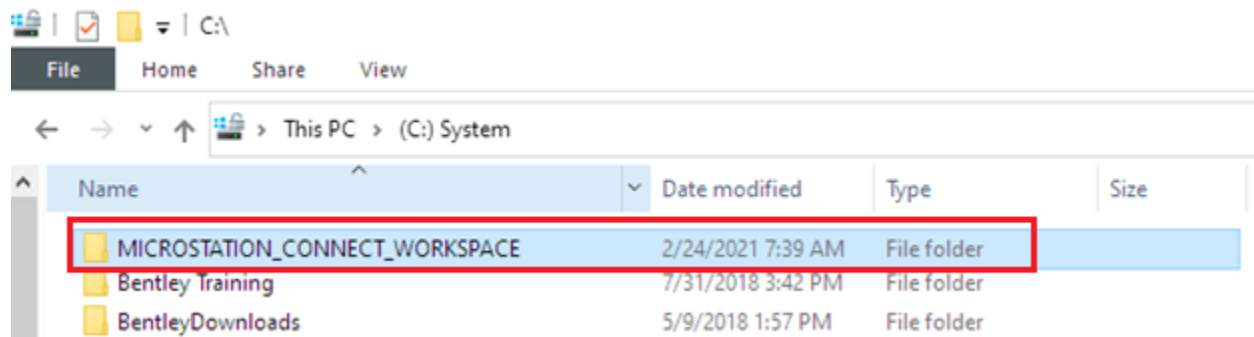 C:\
File Home Share View
This PC > (C:) System
Name Date modified Type Size
MICROSTATION_CONNECT_WORKSPACE 2/24/2021 7:39 AM File folder
Bentley Training 7/31/2018 3:42 PM File folder
BentleyDownloads 5/9/2018 1:57 PM File folder